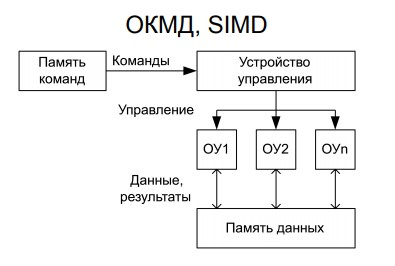 ОКМД, SIMD
Память
команд
Команды
Устройство
управления
Управление
ОУ1
ОУ2
ОУn
Данные,
результаты
Память данных